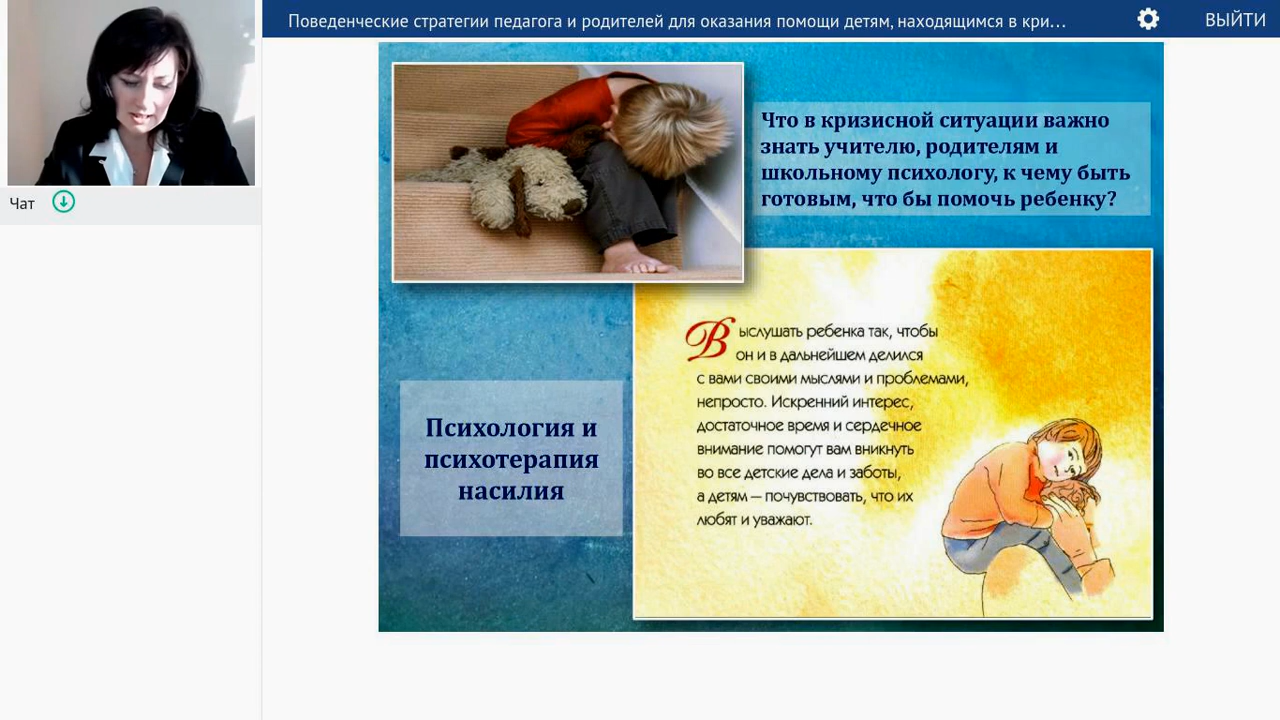 Поведенческие стратегии педагога и родителей для оказания помощи детям, находящимся в кри...
ВЫЙТИ
Чат
Что в кризисной ситуации важно
знать учителю, родителям и
школьному психологу, к чему быть
готовым, что бы помочь ребенку?
Выслушать ребенка так, чтобы
он и в дальнейшем делился
с вами своими мыслями и проблемами,
непросто. Искренний интерес,
достаточное время и сердечное
внимание помогут вам вникнуть
во все детские дела и заботы,
а детям – почувствовать, что их
любят и уважают.
Психология и
психотерапия
насилия